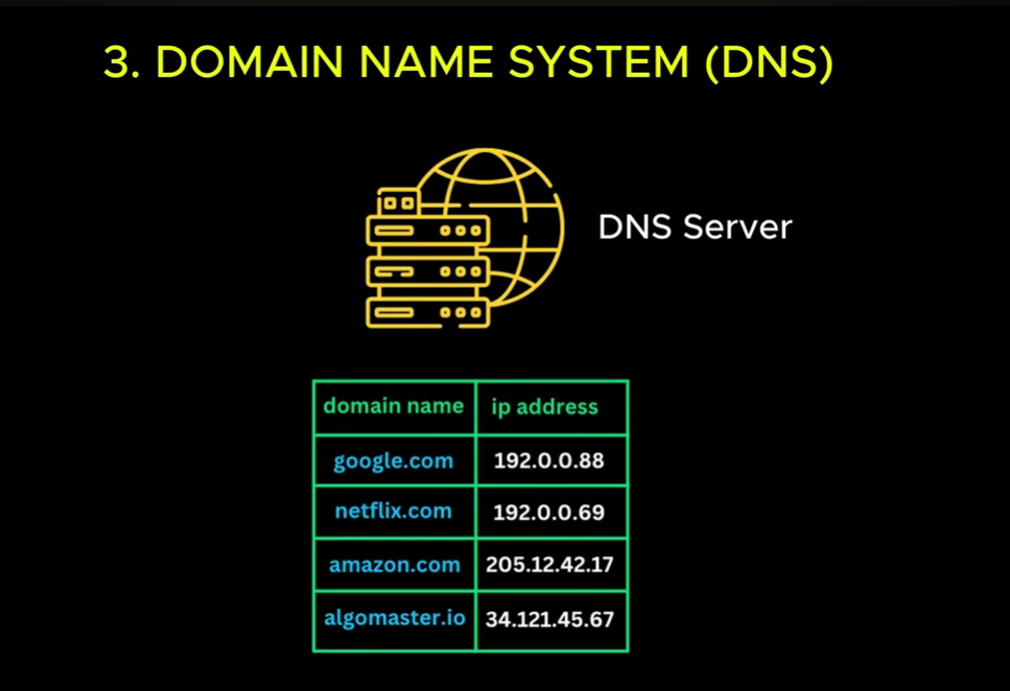 3. DOMAIN NAME SYSTEM (DNS)
DNS Server
domain name ip address
google.com 192.0.0.88
netflix.com 192.0.0.69
amazon.com 205.12.42.17
algomaster.io 34.121.45.67